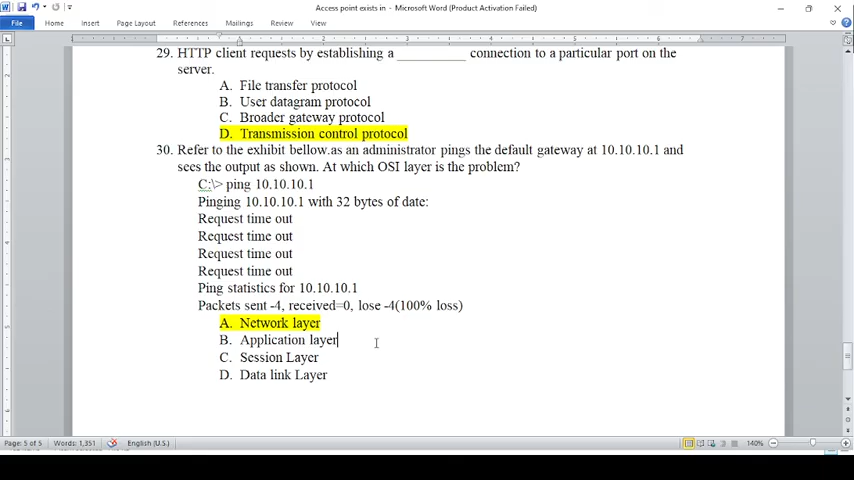 Access point exists in - Microsoft Word (Product Activation Failed)
File Home Insert Page Layout References Mailings Review View
29. HTTP client requests by establishing a __________ connection to a particular port on the
server.
A. File transfer protocol
B. User datagram protocol
C. Broader gateway protocol
D. Transmission control protocol
30. Refer to the exhibit bellow.as an administrator pings the default gateway at 10.10.10.1 and
sees the output as shown. At which OSI layer is the problem?
C:\> ping 10.10.10.1
Pinging 10.10.10.1 with 32 bytes of date:
Request time out
Request time out
Request time out
Request time out
Ping statistics for 10.10.10.1
Packets sent -4, received=0, lose -4(100% loss)
A. Network layer
B. Application layer
C. Session Layer
D. Data link Layer
Page: 5 of 5 Words: 1,351 English (U.S.) 140%